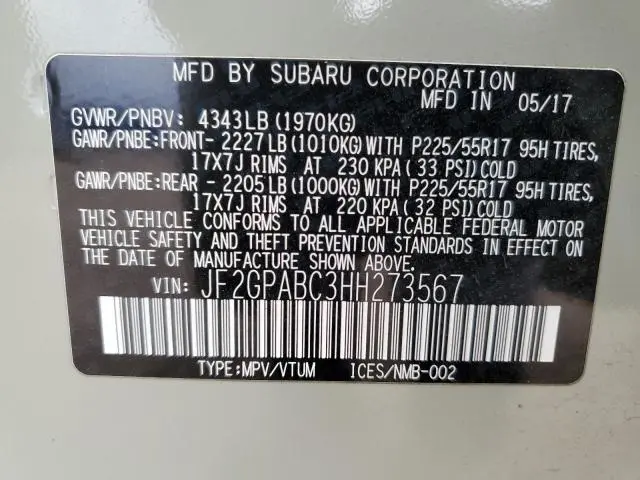 MFD BY SUBARU CORPORATION
MFD IN 05/17
GVWR/PNBV: 4343LB(1970KG)
GAWR/PNBE:FRONT- 2227LB(1010KG)WITH P225/55R17 95H TIRES,
17X7J RIMS AT 230 KPA(33 PSI)COLD
GAWR/PNBE:REAR - 2205LB(1000KG)WITH P225/55R17 95H TIRES,
17X7J RIMS AT 220 KPA(32 PSI)COLD
THIS VEHICLE CONFORMS TO ALL APPLICABLE FEDERAL MOTOR
VEHICLE SAFETY AND THEFT PREVENTION STANDARDS IN EFFECT ON
THE DATE OF MANUFACTURE SHOWN ABOVE.
VIN: JF2GPABC3HH273567
TYPE:MPV/VTUM ICES/NMB-002